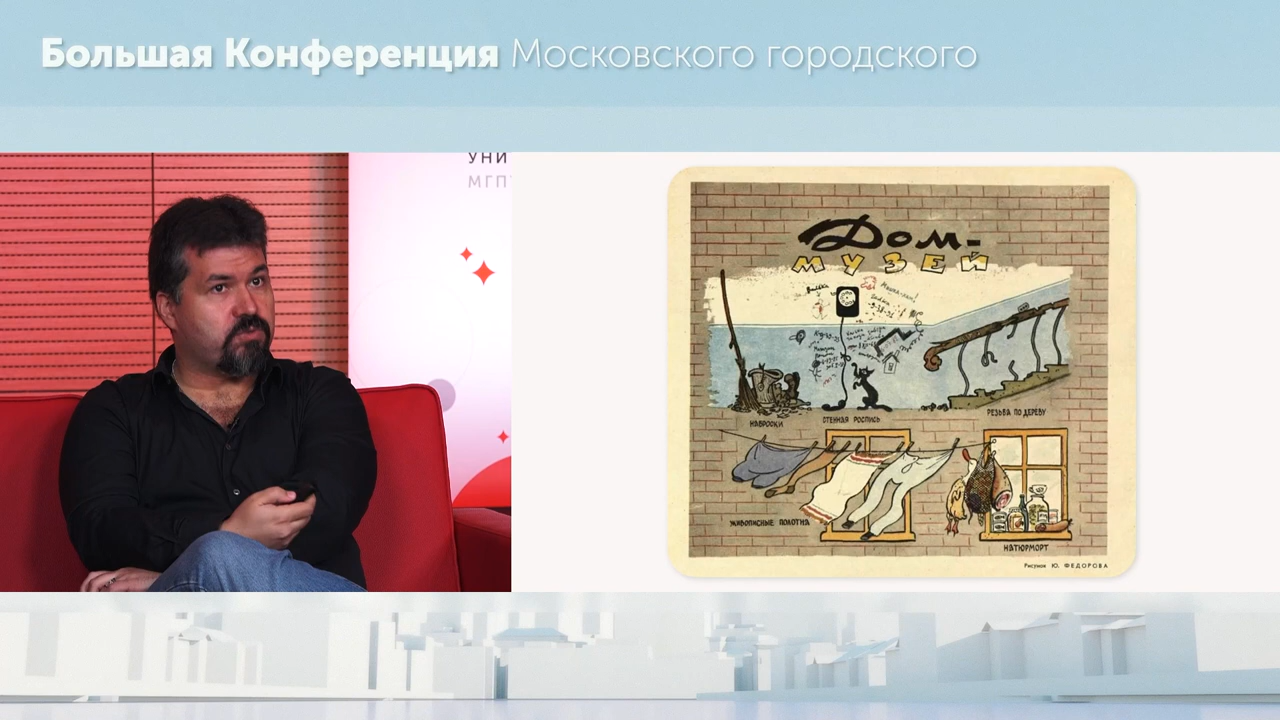 Большая Конференция Московского городского
УНИ
МГП
Дом-
МУЗЕЙ
НАБРОСКИ
СТЕННАЯ РОСПИСЬ
РЕЗЬБА ПО ДЕРЕВУ
ЖИВОПИСНЫЕ ПОЛОТНА
НАТЮРМОРТ
Рисунок Ю. ФЕДОРОВА